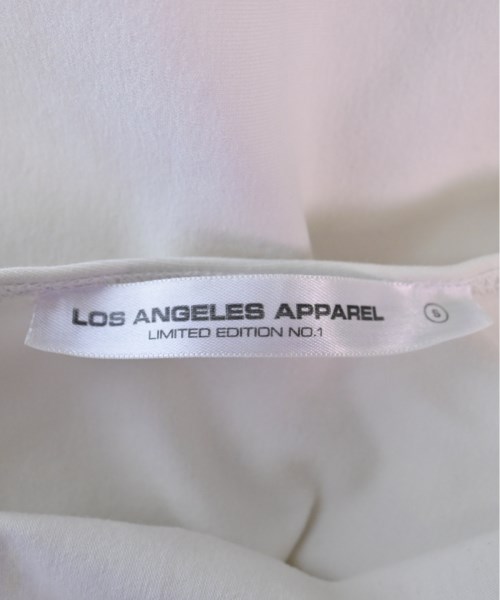 LOS ANGELES APPAREL
LIMITED EDITION NO.1